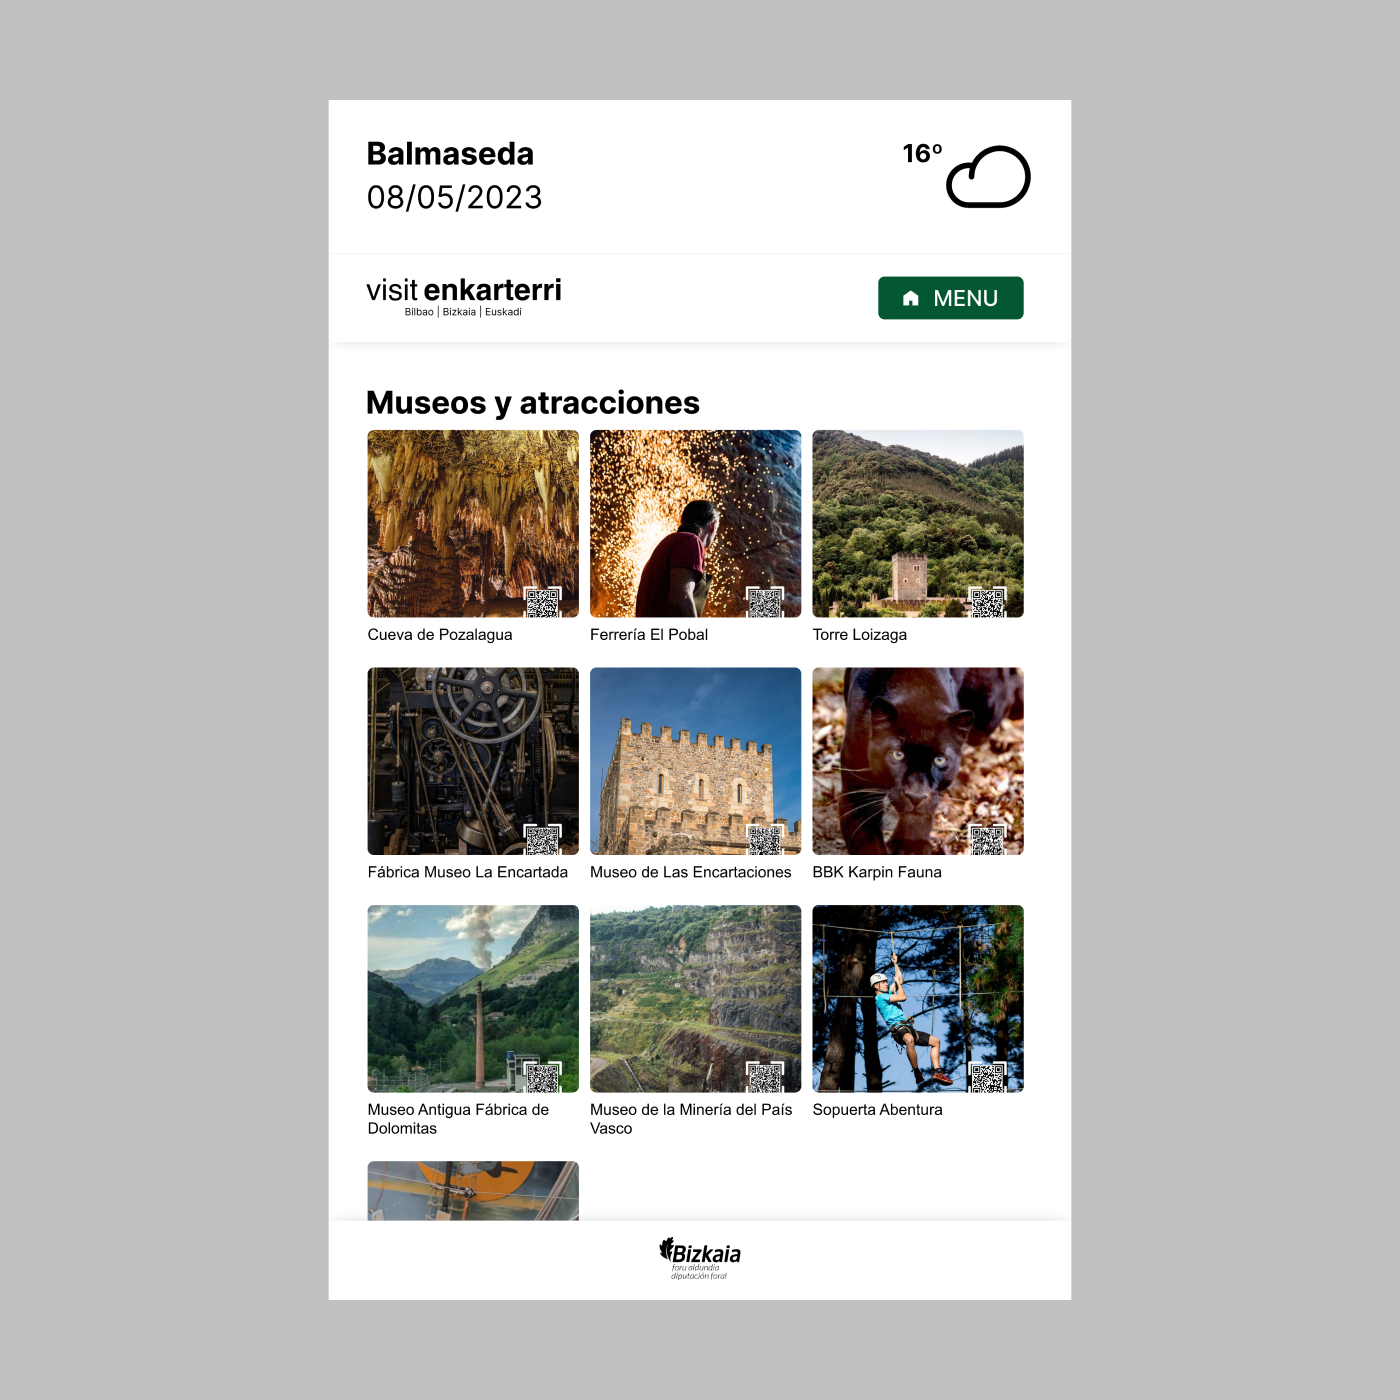 Balmaseda
16º
08/05/2023
visit enkarterri
Bilbao | Bizkaia | Euskadi
MENU
Museos y atracciones
Cueva de Pozalagua
Ferrería El Pobal
Torre Loizaga
Fábrica Museo La Encartada
Museo de Las Encartaciones
BBK Karpin Fauna
Museo Antigua Fábrica de
Dolomitas
Museo de la Minería del País
Vasco
Sopuerta Abentura
Bizkaia
foru aldundia
diputación foral